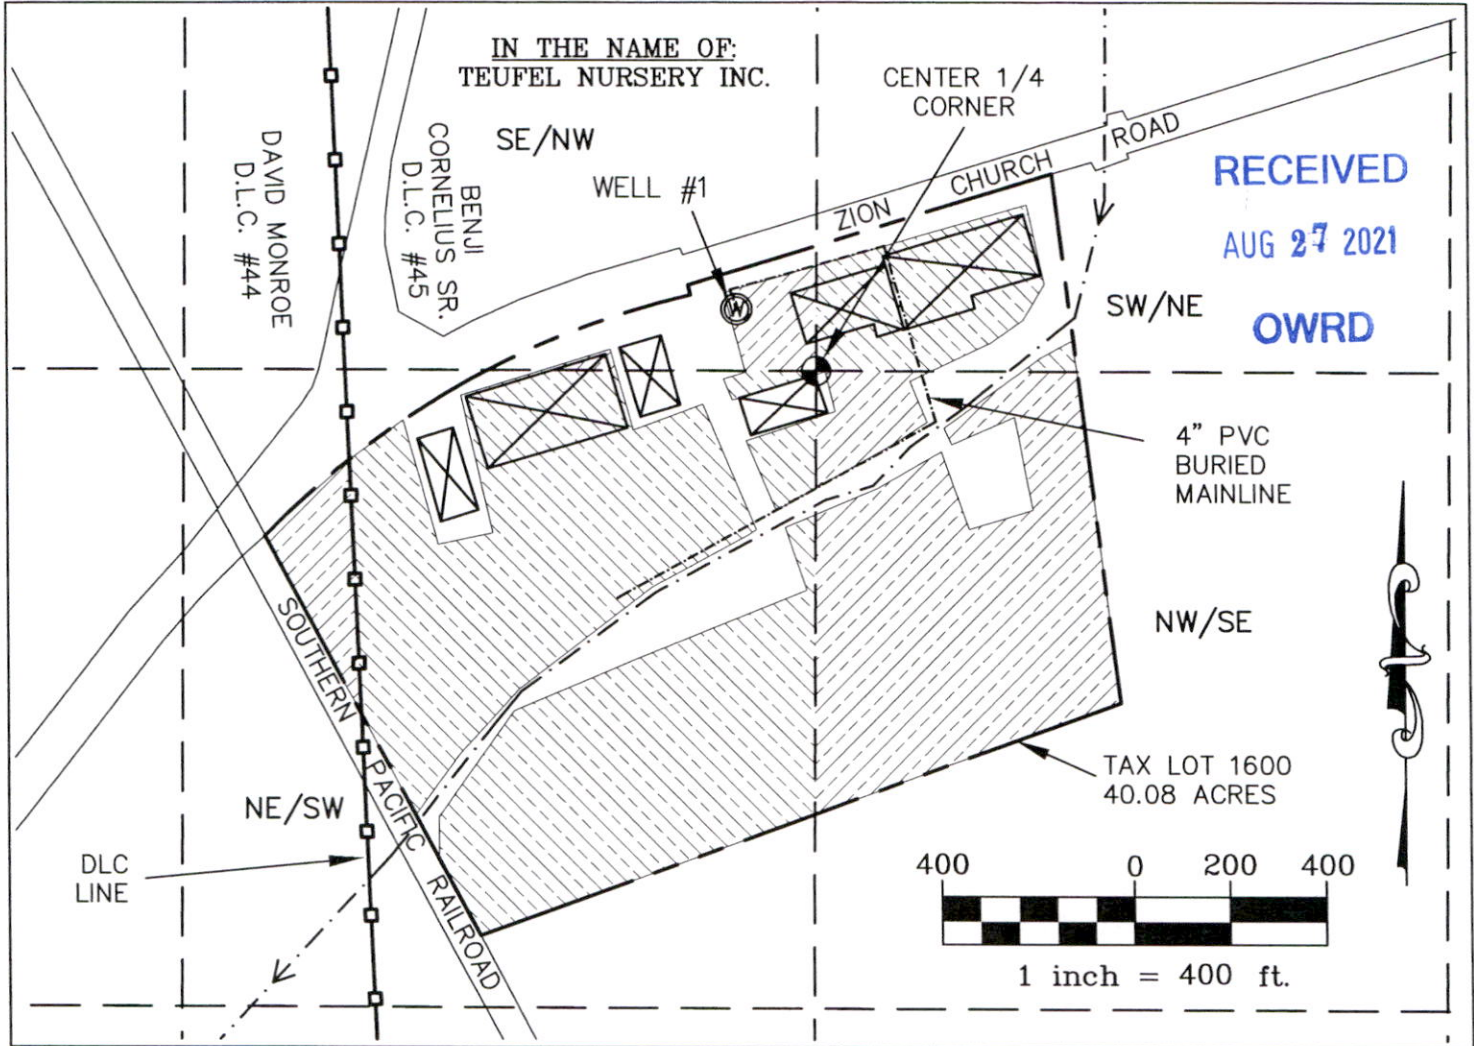 IN THE NAME OF:
TEUFEL NURSERY INC.
CENTER 1/4
CORNER
SE/NW
WELL #1
ZION CHURCH ROAD
RECEIVED
AUG 27 2021
OWRD
DAVID MONROE
D.L.C. #44
BENJI
CORNELIUS SR.
D.L.C. #45
W
SW/NE
4" PVC
BURIED
MAINLINE
NW/SE
SOUTHERN PACIFIC RAILROAD
NE/SW
DLC
LINE
TAX LOT 1600
40.08 ACRES
400 0 200 400
1 inch = 400 ft.